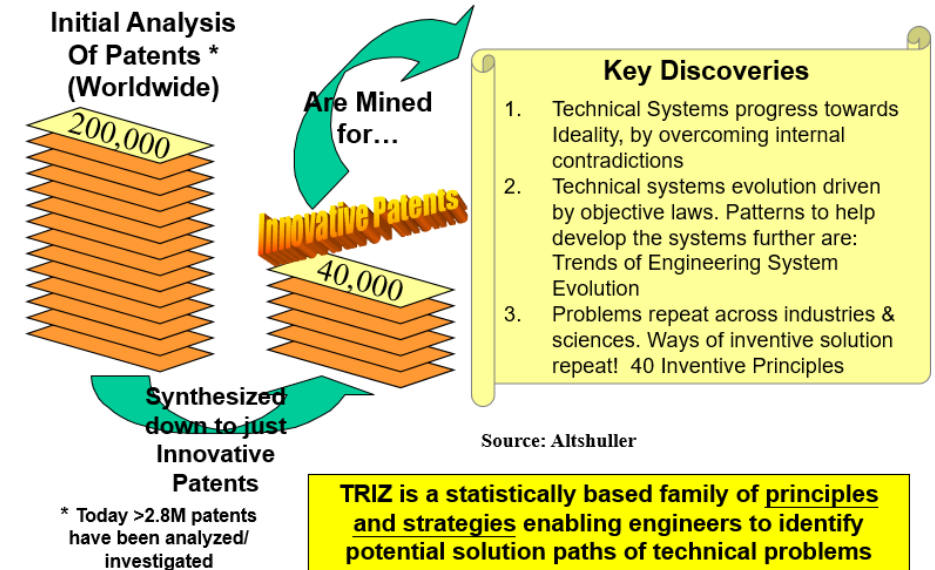 Initial Analysis
Of Patents *
(Worldwide)
200,000
Are Mined
for…
Innovative Patents
40,000
Synthesized
down to just
Innovative
Patents
* Today >2.8M patents
have been analyzed/
investigated
Key Discoveries
1. Technical Systems progress towards
Ideality, by overcoming internal
contradictions
2. Technical systems evolution driven
by objective laws. Patterns to help
develop the systems further are:
Trends of Engineering System
Evolution
3. Problems repeat across industries &
sciences. Ways of inventive solution
repeat! 40 Inventive Principles
Source: Altshuller
TRIZ is a statistically based family of principles
and strategies enabling engineers to identify
potential solution paths of technical problems